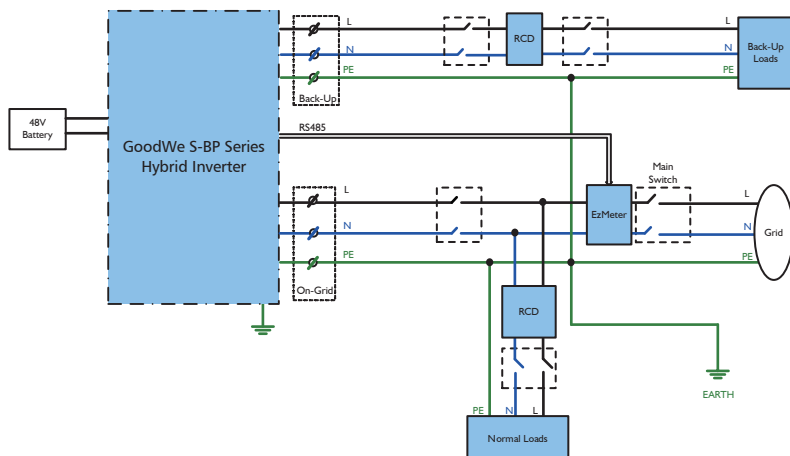 L
N
PE
Back-Up
RCD
L
N
PE
Back-Up
Loads
48V
Battery
GoodWe S-BP Series
Hybrid Inverter
RS485
Main
Switch
L
N
PE
On-Grid
EzMeter
L
N
PE
Grid
RCD
EARTH
PE
N
L
Normal Loads